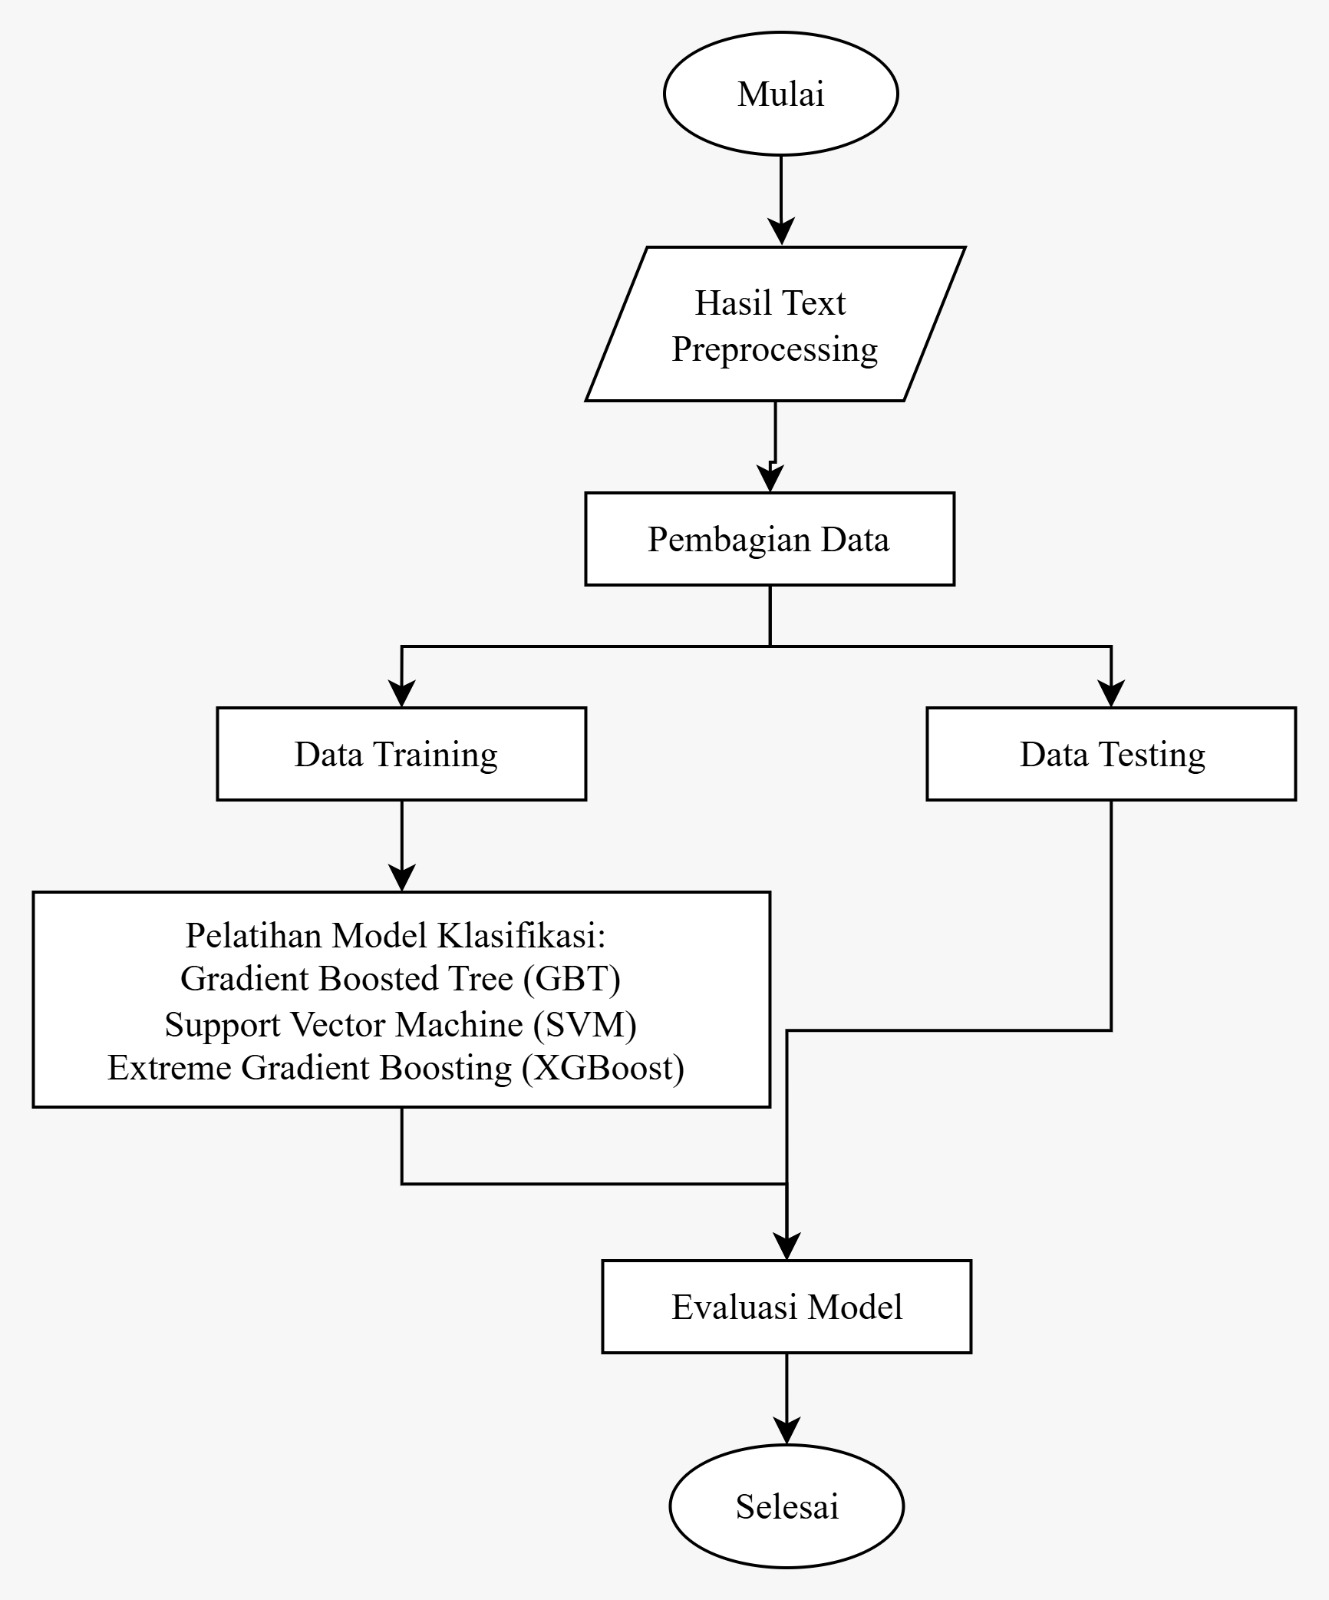 Mulai
Hasil Text
Preprocessing
Pembagian Data
Data Training
Data Testing
Pelatihan Model Klasifikasi:
Gradient Boosted Tree (GBT)
Support Vector Machine (SVM)
Extreme Gradient Boosting (XGBoost)
Evaluasi Model
Selesai